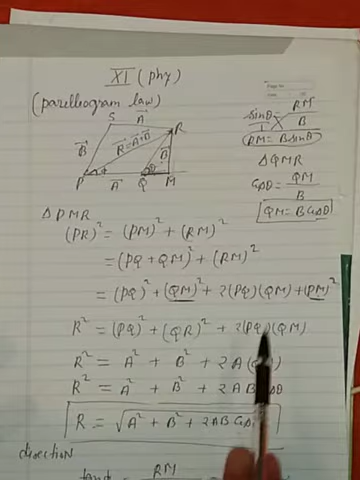 XI (phy)
(parellogram law)
S A⃗ R
B⃗ R⃗=A⃗+B⃗ B⃗ θ
P A⃗ Q M
sinθ RM
1 B
RM = B sinθ
ΔQMR
Cosθ = QM
B
QM = B Cosθ
ΔPMR
(PR)² = (PM)² + (RM)²
= (PQ + QM)² + (RM)²
= (PQ)² + (QM)² + 2(PQ)(QM) + (RM)²
R² = (PQ)² + (QR)² + 2(PQ)(QM)
R² = A² + B² + 2A(
R² = A² + B² + 2AB Cosθ
R = √A² + B² + 2AB
direction
RM